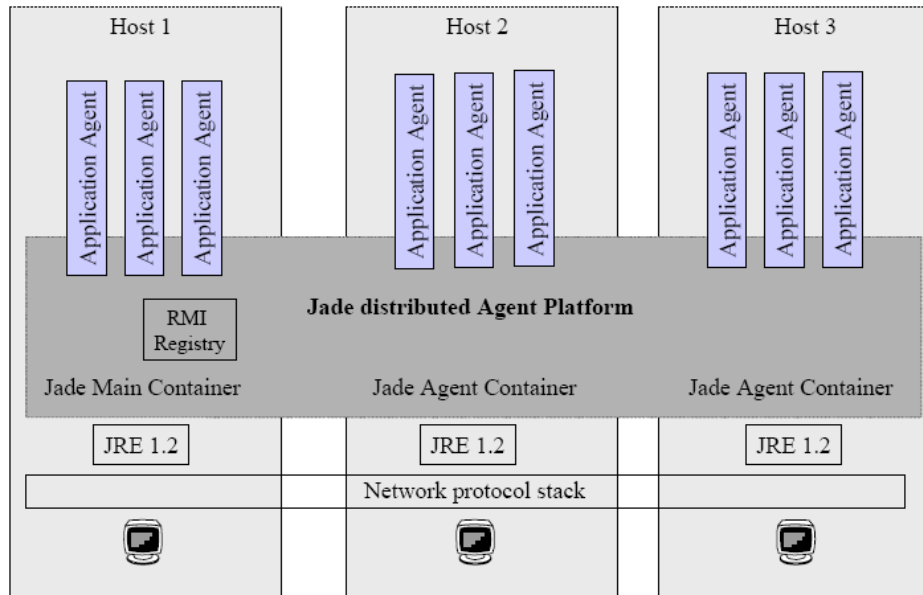 Host 1
Host 2
Host 3
Application Agent
Application Agent
Application Agent
Application Agent
Application Agent
Application Agent
Application Agent
Application Agent
Application Agent
Jade distributed Agent Platform
RMI
Registry
Jade Main Container
Jade Agent Container
Jade Agent Container
JRE 1.2
JRE 1.2
JRE 1.2
Network protocol stack